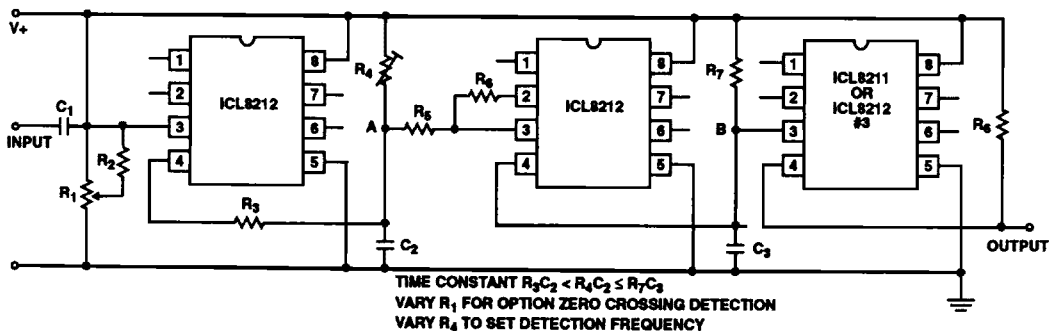 V+
INPUT
C1
R1
R2
1
2
3
4
ICL8212
8
7
6
5
R3
R4
A
C2
R5
R6
1
2
3
4
ICL8212
8
7
6
5
R7
B
C3
1
2
3
4
ICL8211
OR
ICL8212
#3
8
7
6
5
R6
OUTPUT
TIME CONSTANT R3C2 < R4C2 ≤ R7C3
VARY R1 FOR OPTION ZERO CROSSING DETECTION
VARY R4 TO SET DETECTION FREQUENCY